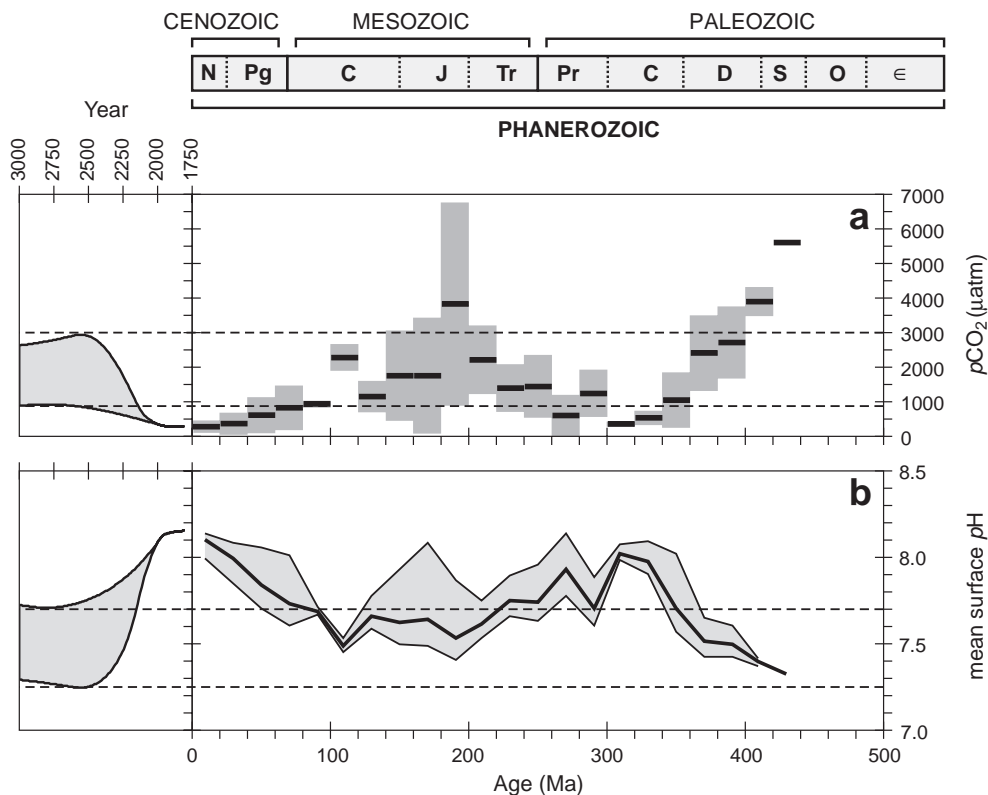 CENOZOIC MESOZOIC PALEOZOIC
N Pg C J Tr Pr C D S O ∈
PHANEROZOIC
Year
3000 2750 2500 2250 2000 1750
a
7000
6000
5000
4000
3000
2000
1000
0
pCO2 (µatm)
b
8.5
8.0
7.5
7.0
mean surface pH
0 100 200 300 400 500
Age (Ma)